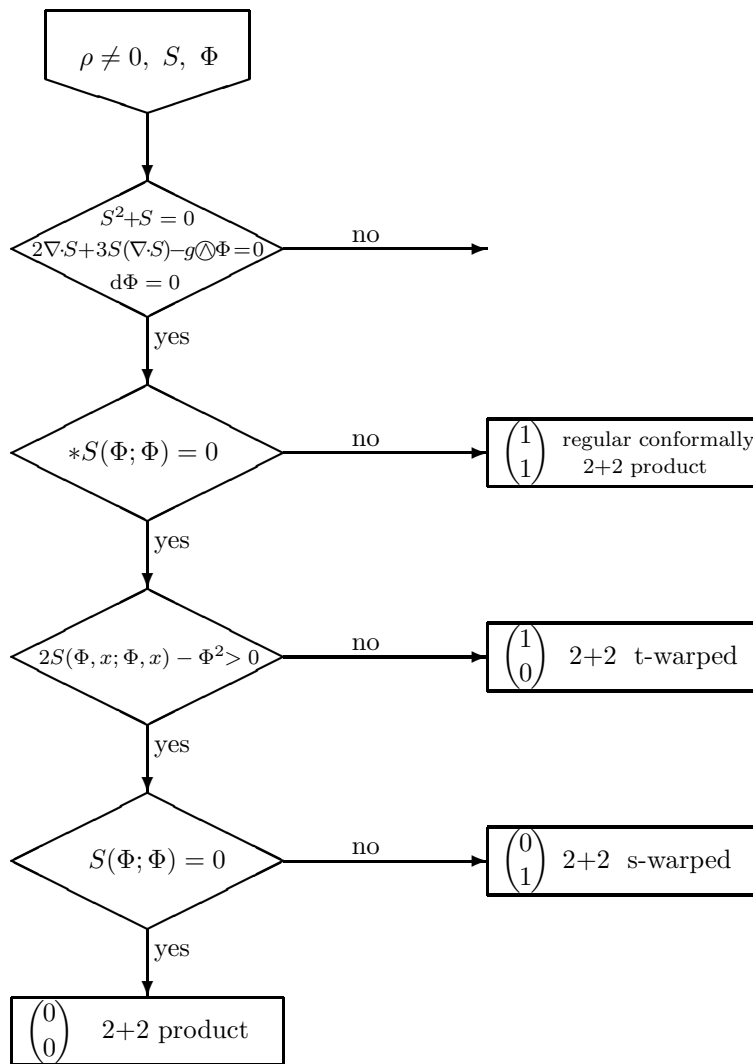 ρ ≠ 0, S, Φ
S²+S = 0
2∇·S+3S(∇·S)−g⊘Φ=0
dΦ = 0
no
yes
∗S(Φ; Φ) = 0
no
(1 1) regular conformally
2+2 product
yes
2S(Φ, x; Φ, x) − Φ² > 0
no
(1 0) 2+2 t-warped
yes
S(Φ; Φ) = 0
no
(0 1) 2+2 s-warped
yes
(0 0) 2+2 product